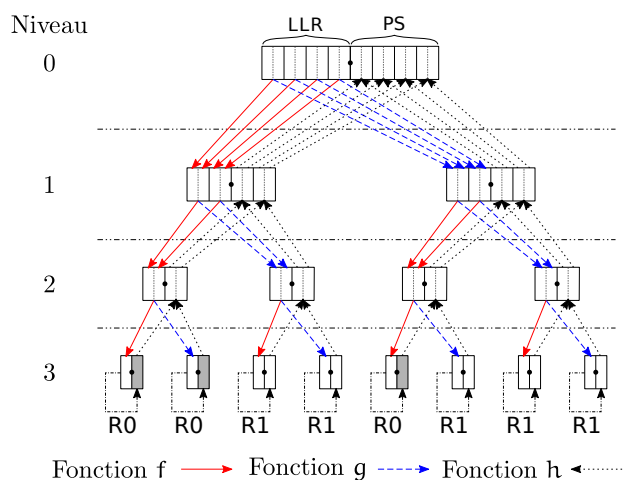 Niveau
LLR PS
0
1
2
3
R0 R0 R1 R1 R0 R1 R1 R1
Fonction f Fonction g Fonction h